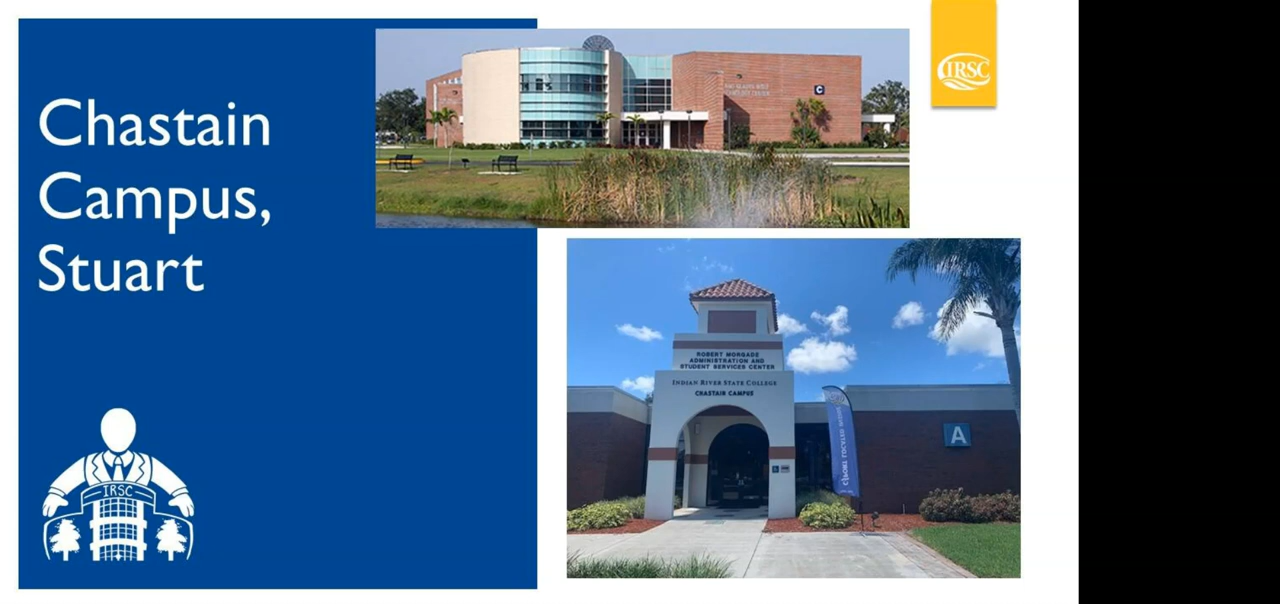 Chastain
Campus,
Stuart
IRSC
C
IRSC
ROBERT MORGADE
ADMINISTRATION AND
STUDENT SERVICES CENTER
INDIAN RIVER STATE COLLEGE
CHASTAIN CAMPUS
A